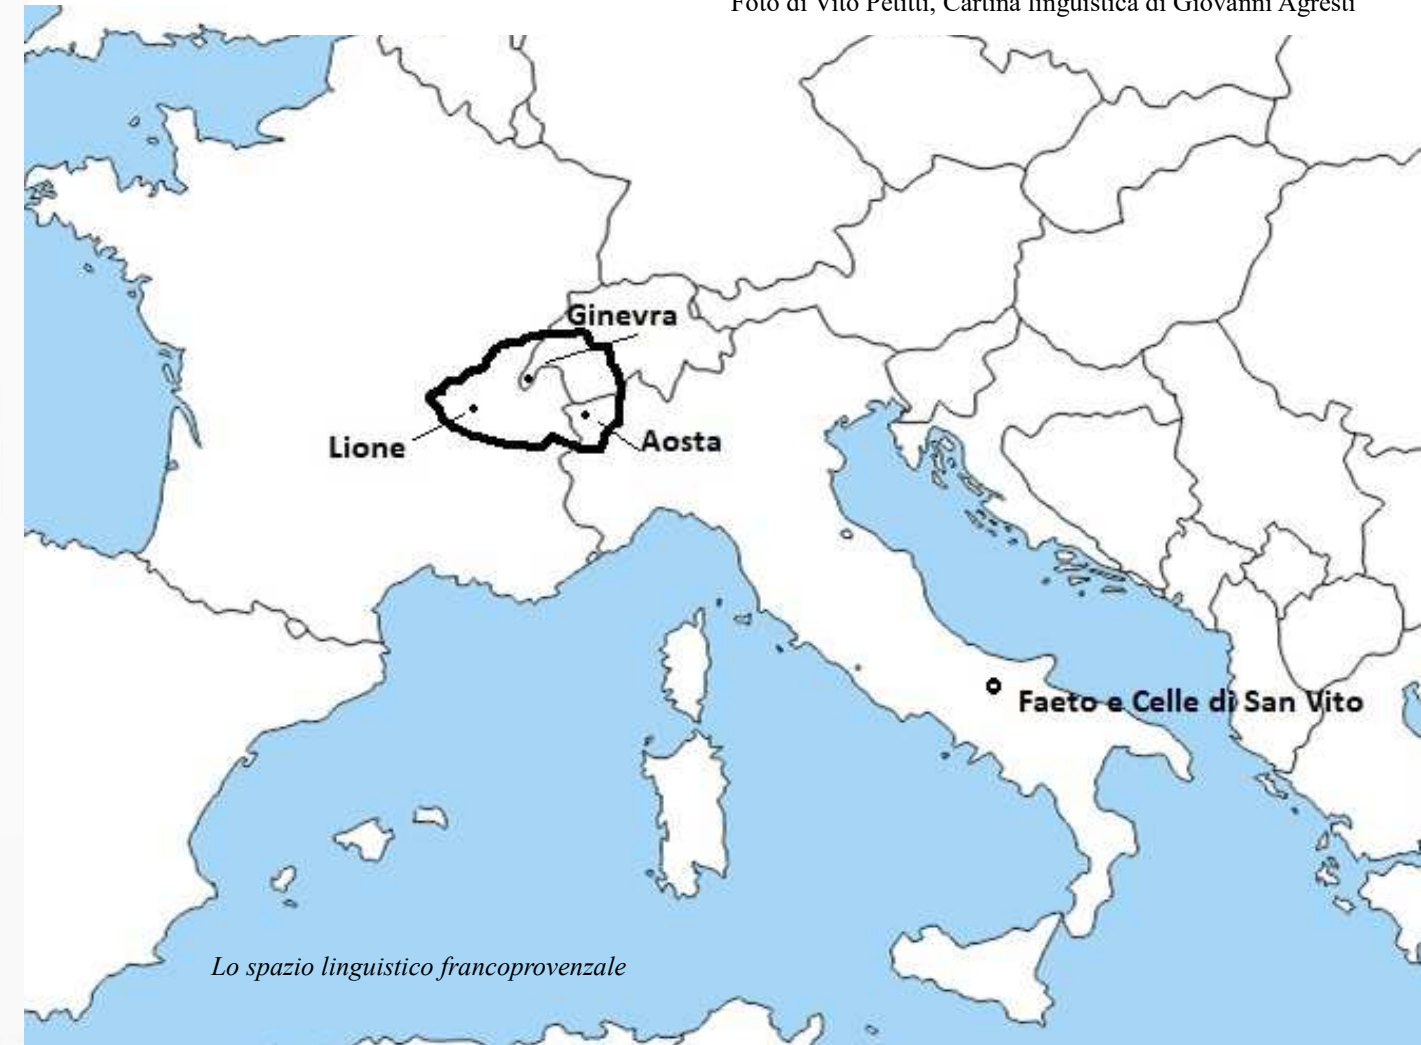 Foto di Vito Petitti, Cartina linguistica di Giovanni Agresti
Ginevra
Lione
Aosta
Faeto e Celle di San Vito
Lo spazio linguistico francoprovenzale